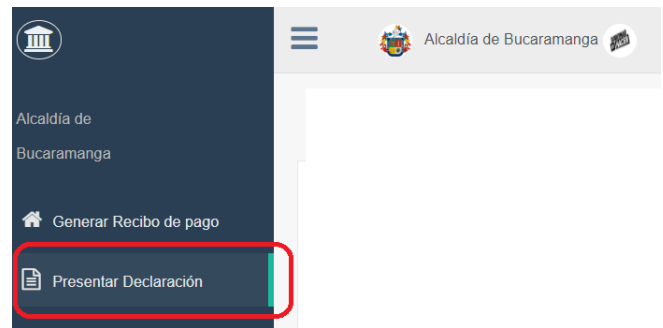 Alcaldía de Bucaramanga
Alcaldía de
Bucaramanga
Generar Recibo de pago
Presentar Declaración